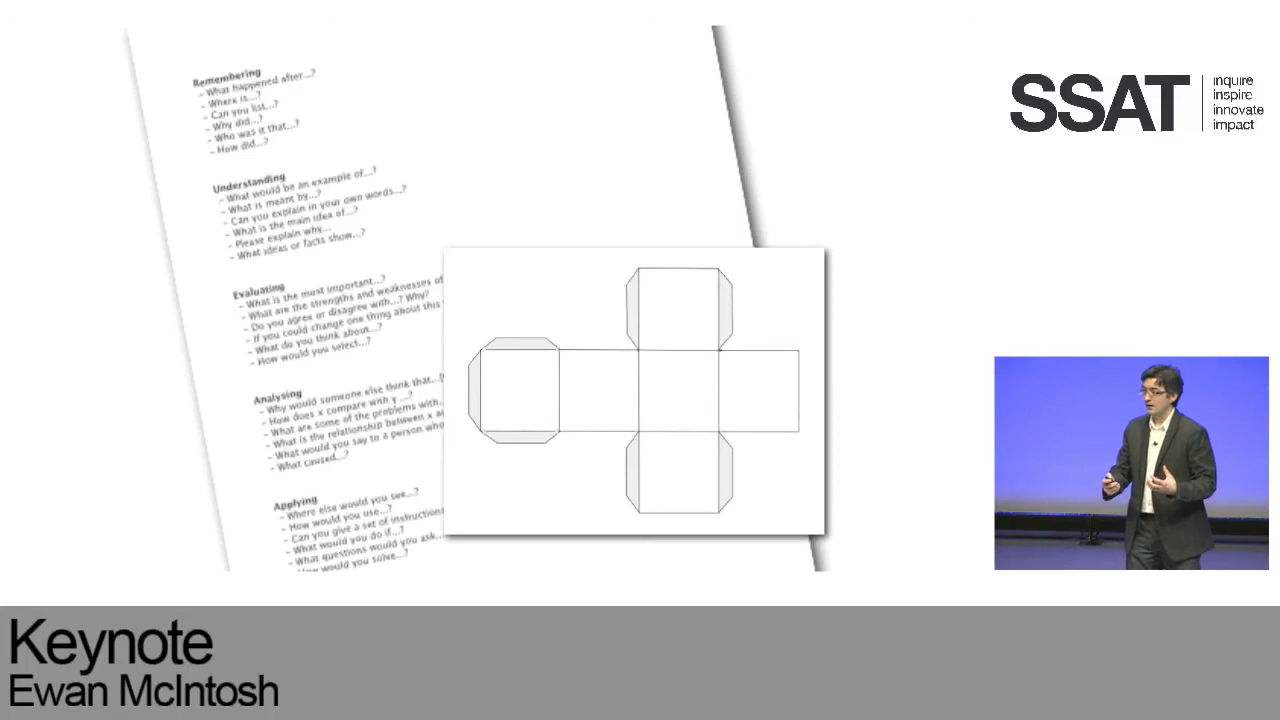 Remembering
- What happened after...?
- Where is...?
- Can you list...?
- Why did...?
- Who was it that...?
- How did...?
Understanding
- What would be an example of...?
- What is meant by...?
- Can you explain in your own words...?
- What is the main idea of...?
- Please explain why...
- What ideas or facts show...?
Evaluating
- What is the most important...?
- What are the strengths and weaknesses of
- Do you agree or disagree with...? Why?
- If you could change one thing about this
- What do you think about...?
- How would you select...?
Analysing
- Why would someone else think that...
- How does x compare with y ...?
- What are some of the problems with..
- What is the relationship between x
- What would you say to a person who
- What caused...?
Applying
- Where else would you see...?
- How would you use...?
- Can you give a set of instructions
- What would you do if...?
- What questions would you ask..
- How would you solve...?
SSAT
inquire
inspire
innovate
impact
Keynote
Ewan McIntosh